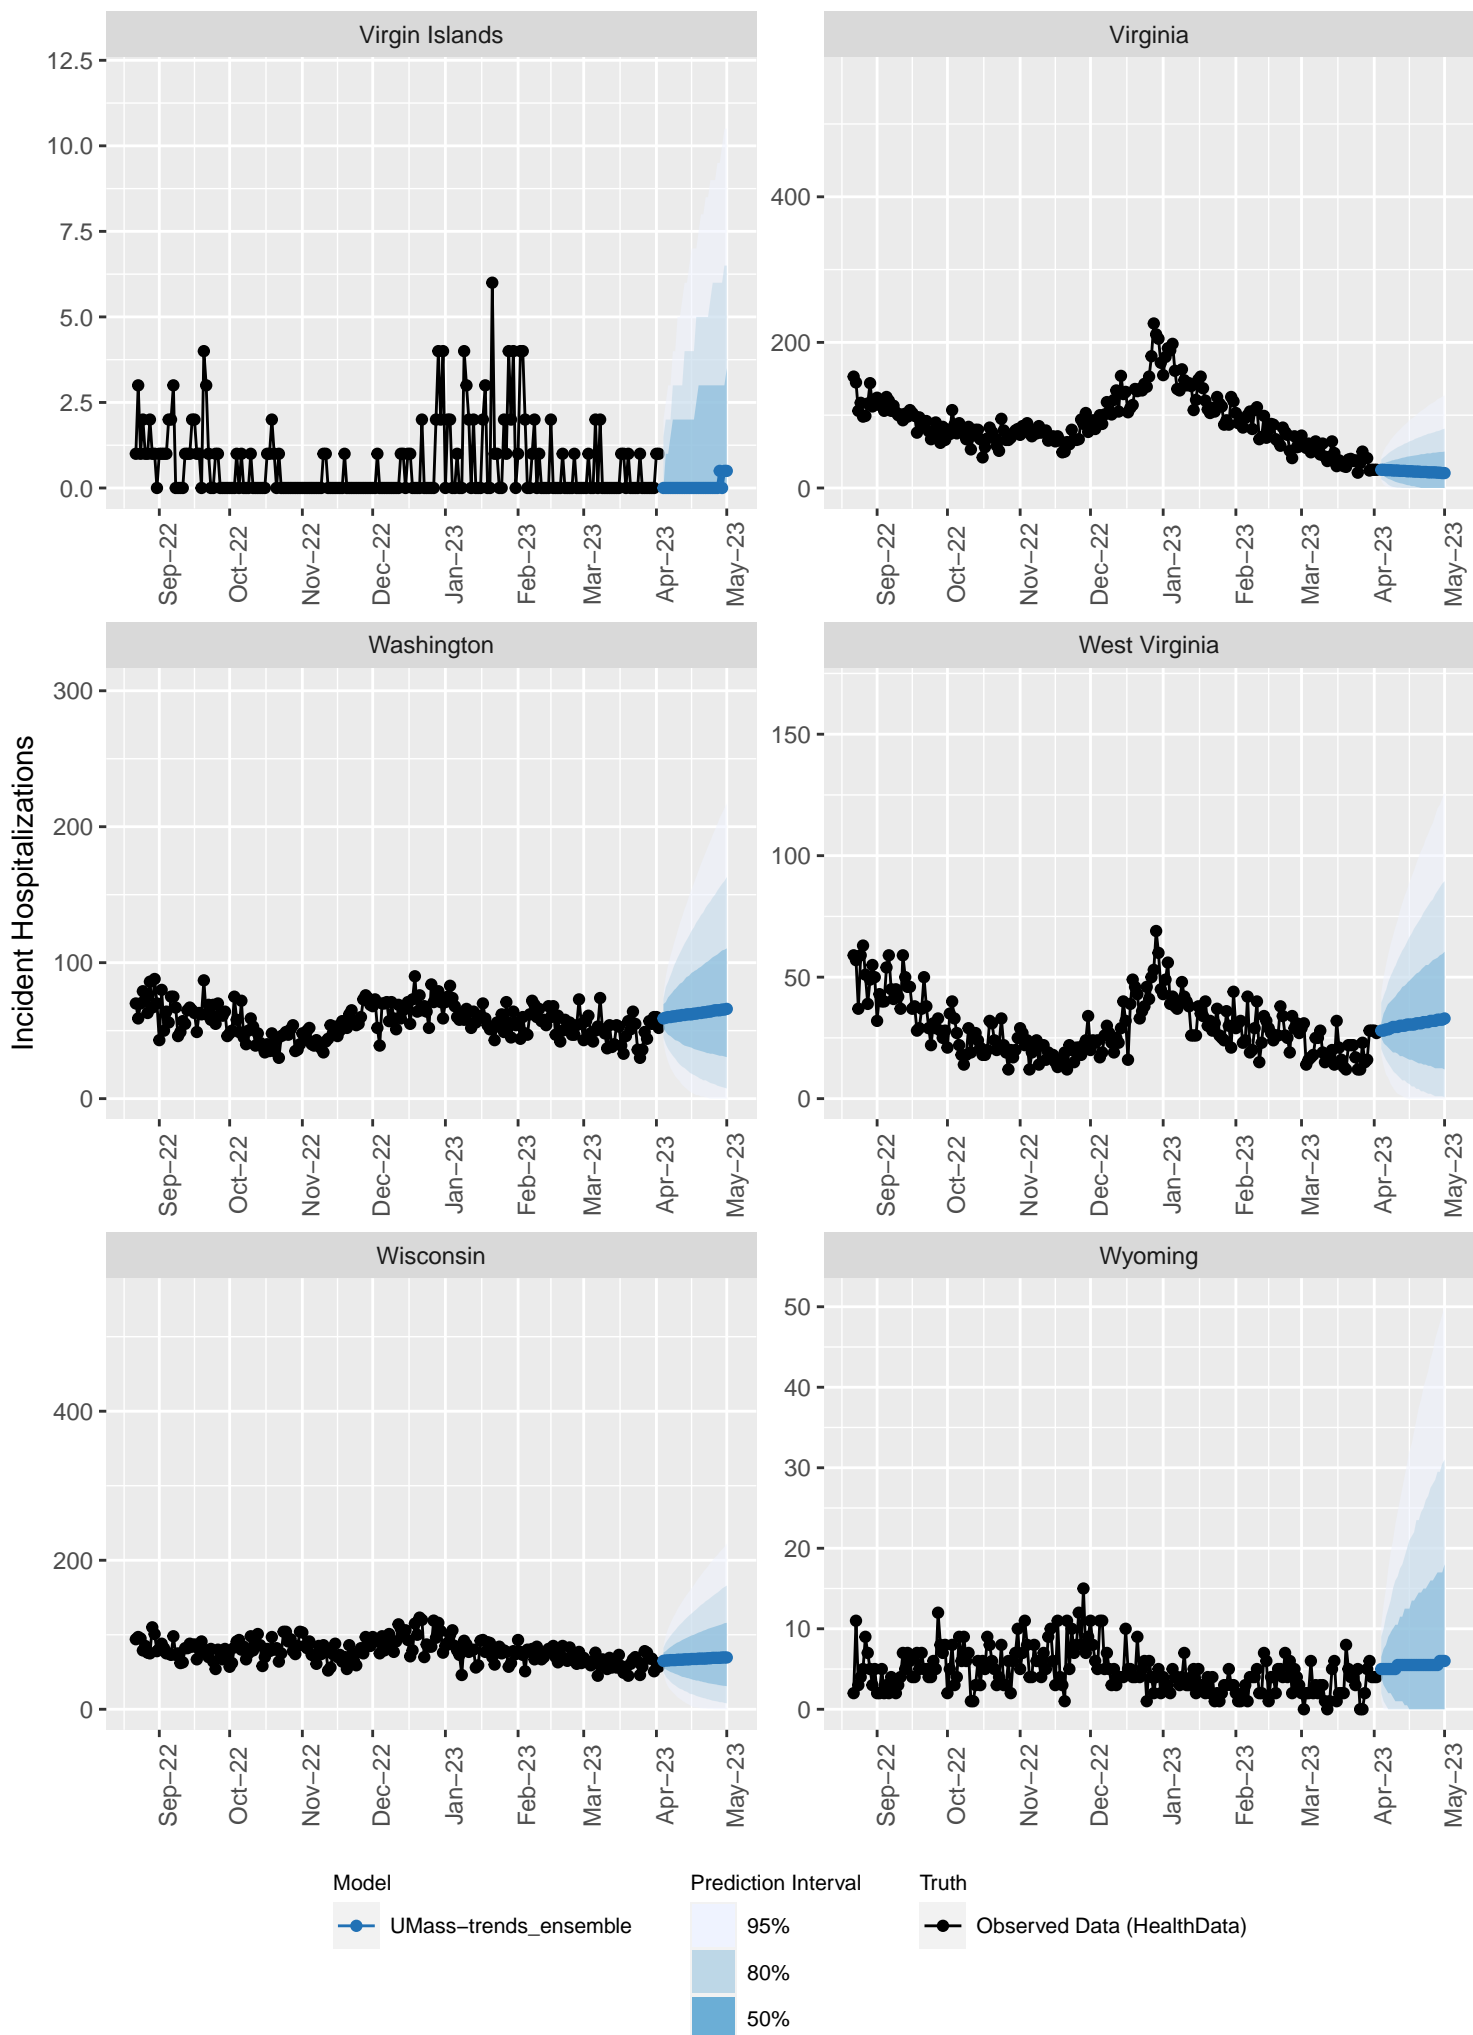 Virgin Islands
Virginia
12.5
10.0
7.5
5.0
2.5
0.0
400
200
0
Sep−22
Oct−22
Nov−22
Dec−22
Jan−23
Feb−23
Mar−23
Apr−23
May−23
Sep−22
Oct−22
Nov−22
Dec−22
Jan−23
Feb−23
Mar−23
Apr−23
May−23
Incident Hospitalizations
Washington
West Virginia
300
200
100
0
150
100
50
0
Sep−22
Oct−22
Nov−22
Dec−22
Jan−23
Feb−23
Mar−23
Apr−23
May−23
Sep−22
Oct−22
Nov−22
Dec−22
Jan−23
Feb−23
Mar−23
Apr−23
May−23
Wisconsin
Wyoming
400
200
0
50
40
30
20
10
0
Sep−22
Oct−22
Nov−22
Dec−22
Jan−23
Feb−23
Mar−23
Apr−23
May−23
Sep−22
Oct−22
Nov−22
Dec−22
Jan−23
Feb−23
Mar−23
Apr−23
May−23
Model
UMass−trends_ensemble
Prediction Interval
95%
80%
50%
Truth
Observed Data (HealthData)